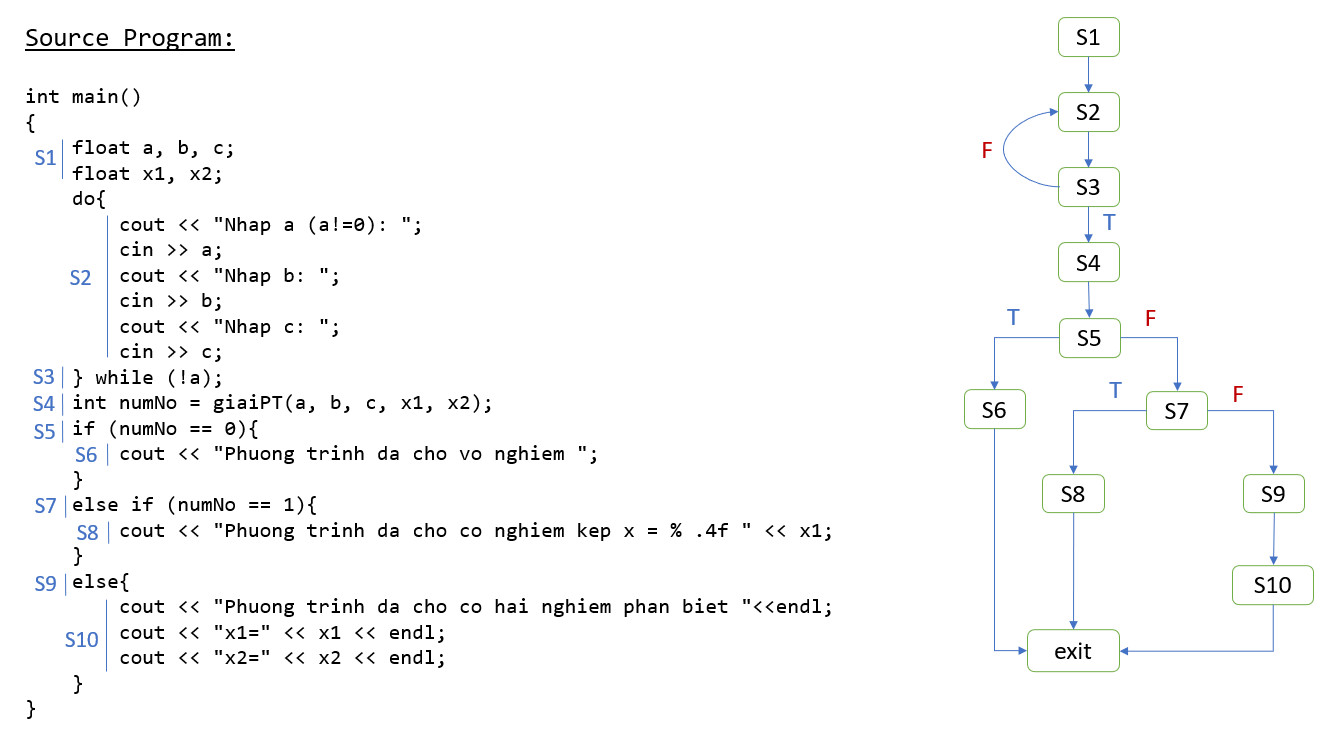 Source Program:
int main()
{
S1
float a, b, c;
float x1, x2;
do{
cout << "Nhap a (a!=0): ";
cin >> a;
S2
cout << "Nhap b: ";
cin >> b;
cout << "Nhap c: ";
cin >> c;
S3 } while (!a);
S4 int numNo = giaiPT(a, b, c, x1, x2);
S5 if (numNo == 0){
S6 cout << "Phuong trinh da cho vo nghiem ";
}
S7 else if (numNo == 1){
S8 cout << "Phuong trinh da cho co nghiem kep x = % .4f " << x1;
}
S9 else{
cout << "Phuong trinh da cho co hai nghiem phan biet "<<endl;
S10 cout << "x1=" << x1 << endl;
cout << "x2=" << x2 << endl;
}
}
S1
S2
F
S3
T
S4
T
F
S5
T
F
S6
S7
S8
S9
S10
exit